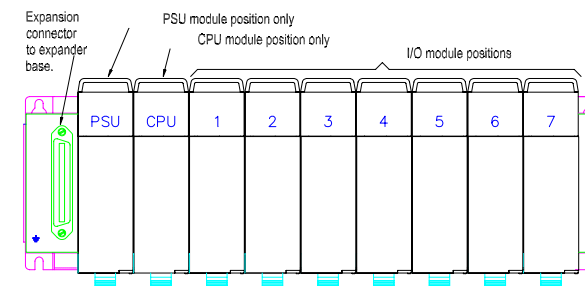 Expansion
connector
to expander
base.
PSU module position only
CPU module position only
I/O module positions
PSU CPU 1 2 3 4 5 6 7